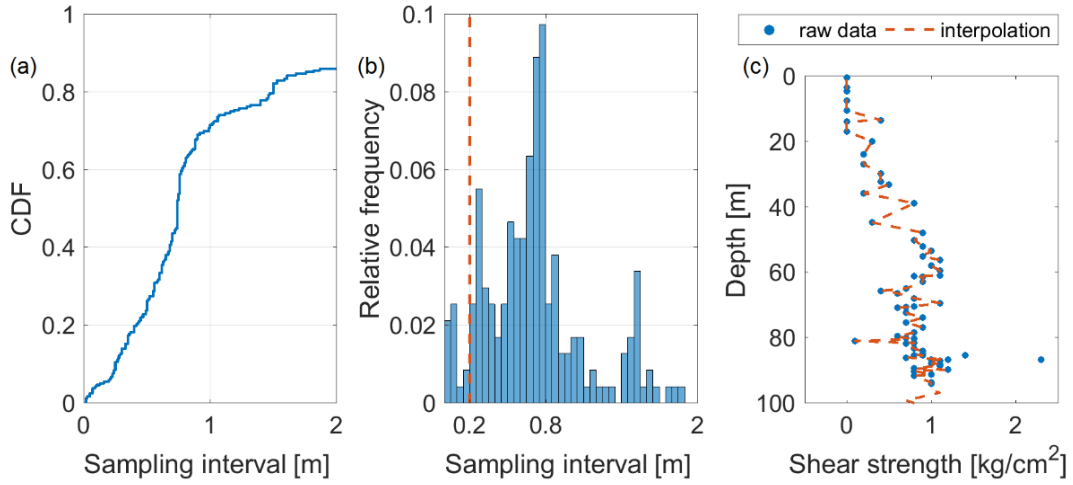 (a)
CDF
1
0.8
0.6
0.4
0.2
0
0 1 2
Sampling interval [m]
(b)
Relative frequency
0.1
0.08
0.06
0.04
0.02
0
0.2 0.8 2
Sampling interval [m]
raw data interpolation
(c)
Depth [m]
0
20
40
60
80
100
0 1 2
Shear strength [kg/cm²]